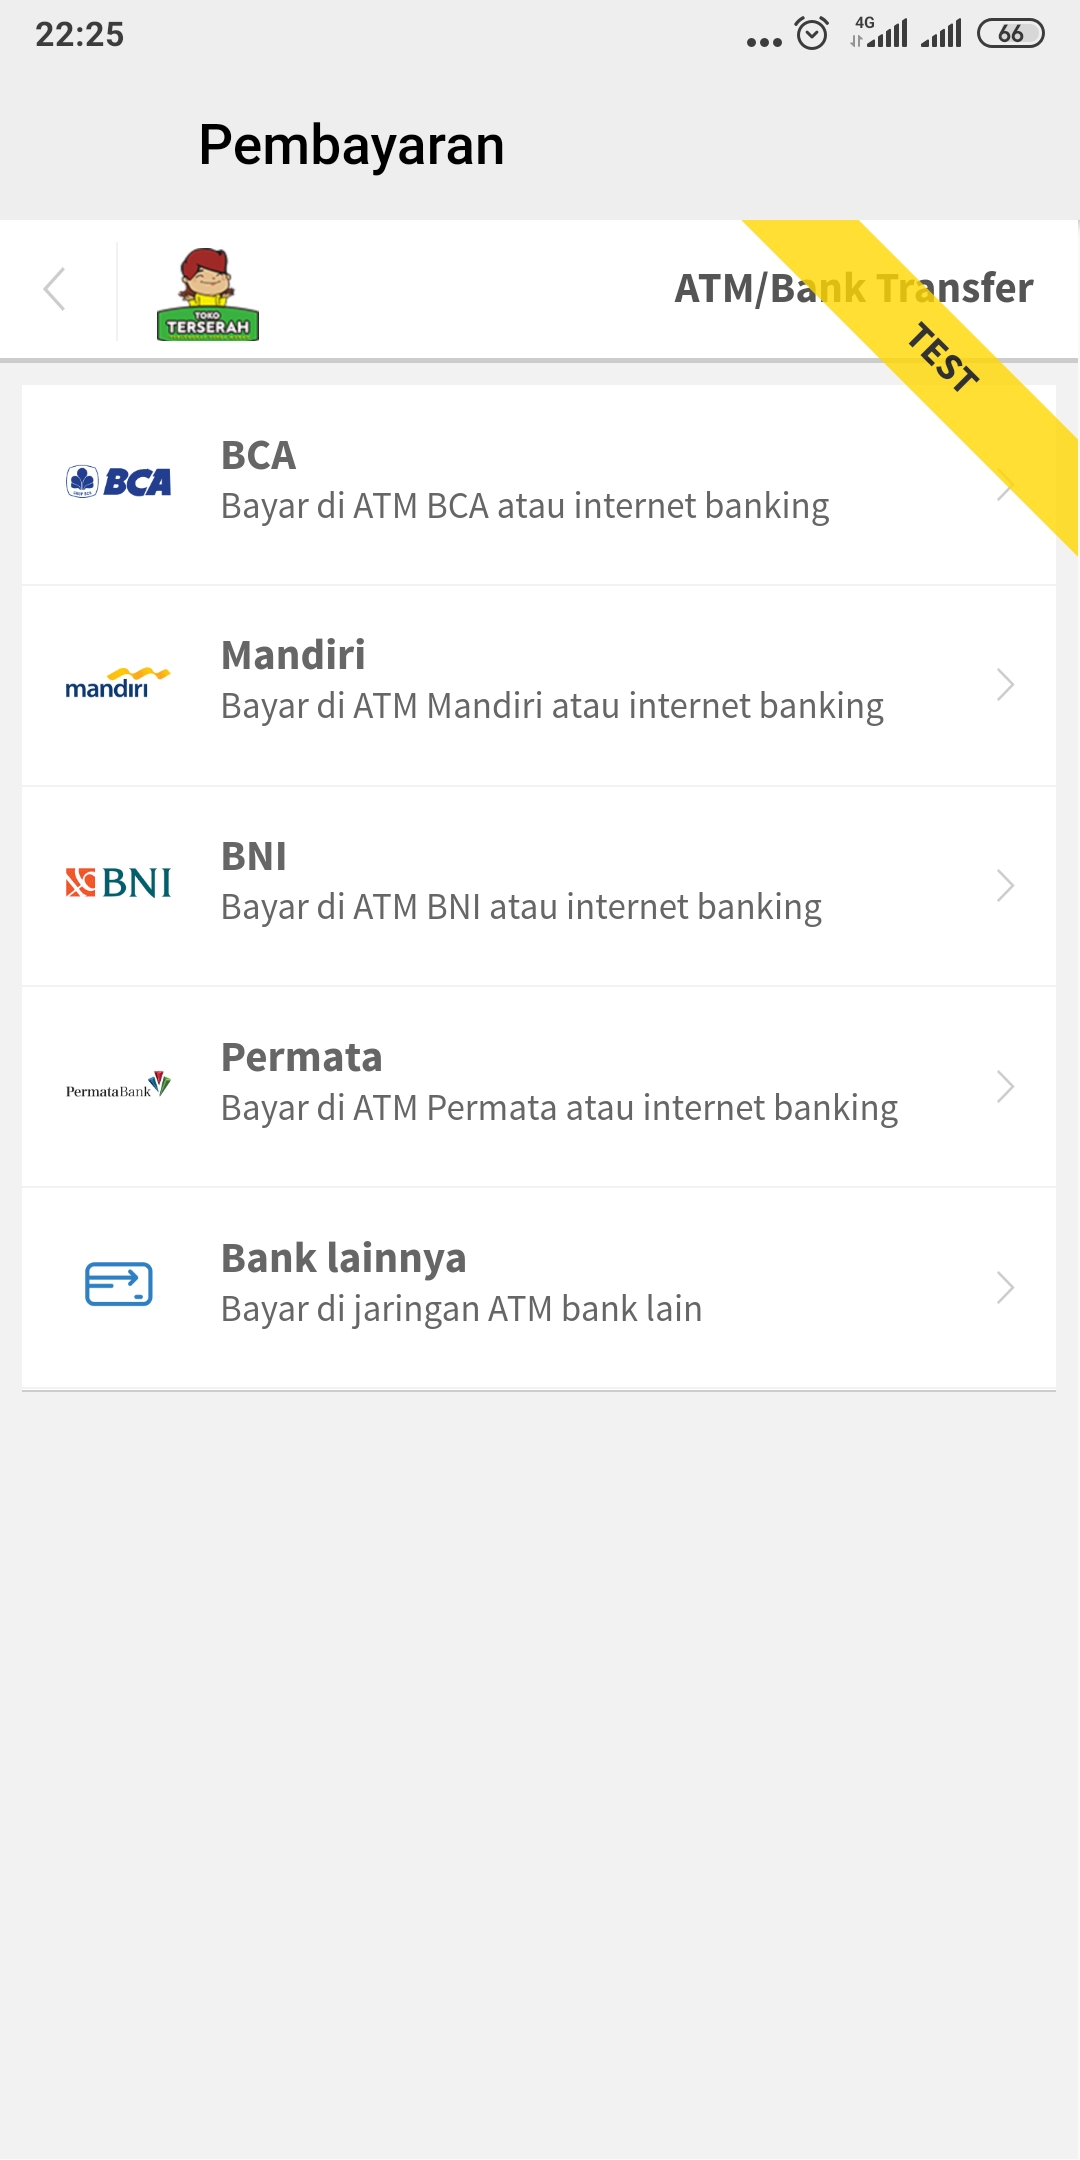 22:25
4G
66
Pembayaran
TOKO
TERSERAH
ATM/Bank Transfer
TEST
BCA
BCA
Bayar di ATM BCA atau internet banking
mandiri
Mandiri
Bayar di ATM Mandiri atau internet banking
BNI
BNI
Bayar di ATM BNI atau internet banking
PermataBank
Permata
Bayar di ATM Permata atau internet banking
Bank lainnya
Bayar di jaringan ATM bank lain